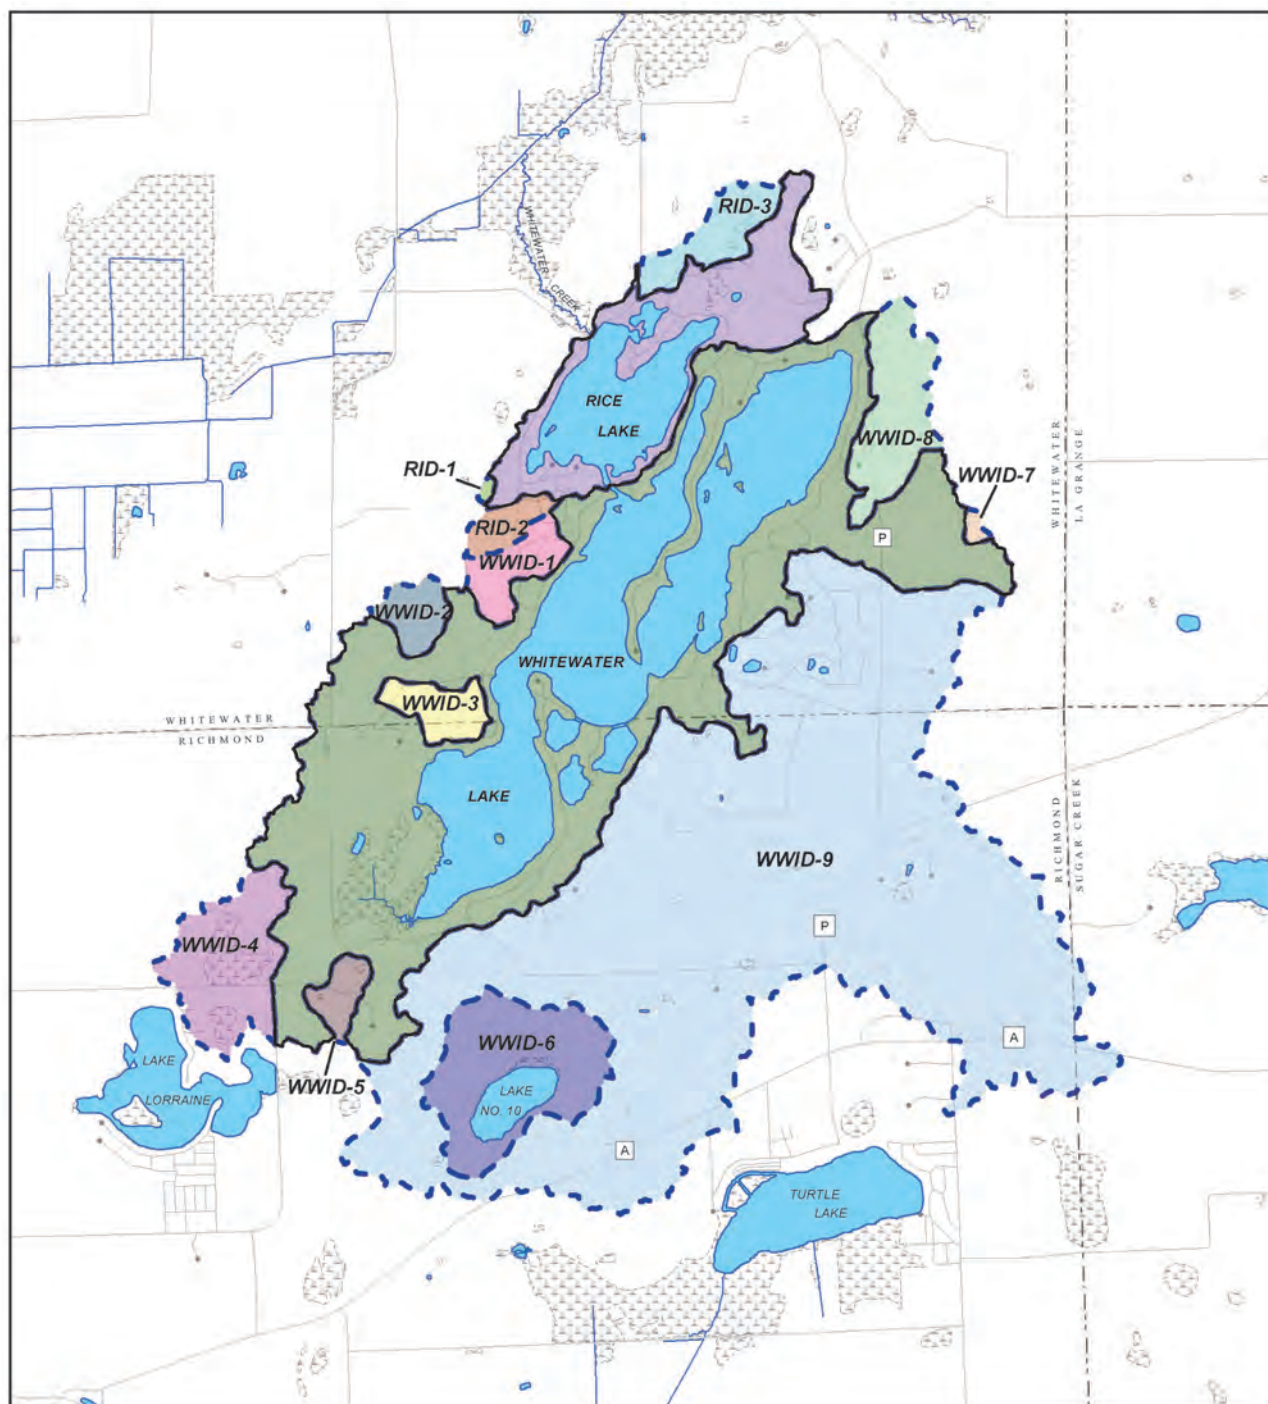 RID-3
WHITEWATER CREEK
RICE
LAKE
WHITEWATER
LA GRANGE
WWID-8
RID-1
WWID-7
RID-2
P
WWID-1
WWID-2
WHITEWATER
WWID-3
WHITEWATER
RICHMOND
LAKE
RICHMOND
SUGAR CREEK
WWID-9
P
WWID-4
A
WWID-6
LAKE
LORRAINE
WWID-5
LAKE
NO. 10
A
TURTLE
LAKE